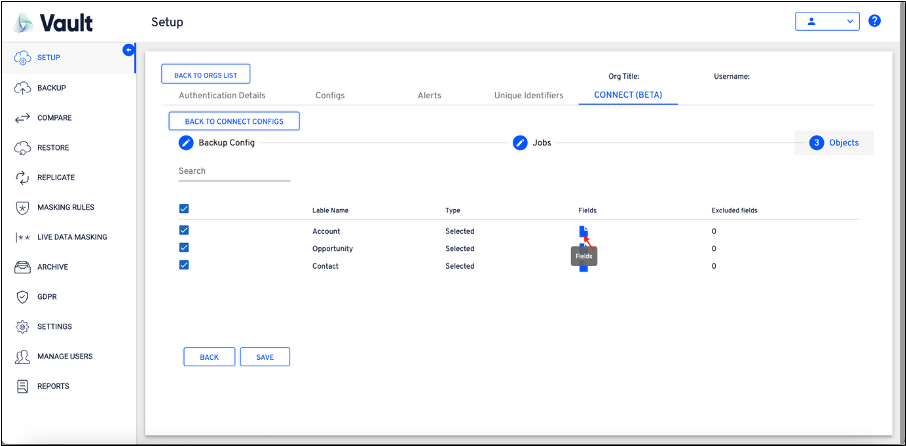 Vault
Setup
?
SETUP
BACKUP
COMPARE
RESTORE
REPLICATE
MASKING RULES
LIVE DATA MASKING
ARCHIVE
GDPR
SETTINGS
MANAGE USERS
REPORTS
BACK TO ORGS LIST
Org Title: Username:
Authentication Details Configs Alerts Unique Identifiers CONNECT (BETA)
BACK TO CONNECT CONFIGS
Backup Config Jobs 3 Objects
Search
Lable Name Type Fields Excluded fields
Account Selected 0
Opportunity Selected 0
Fields
Contact Selected 0
BACK SAVE